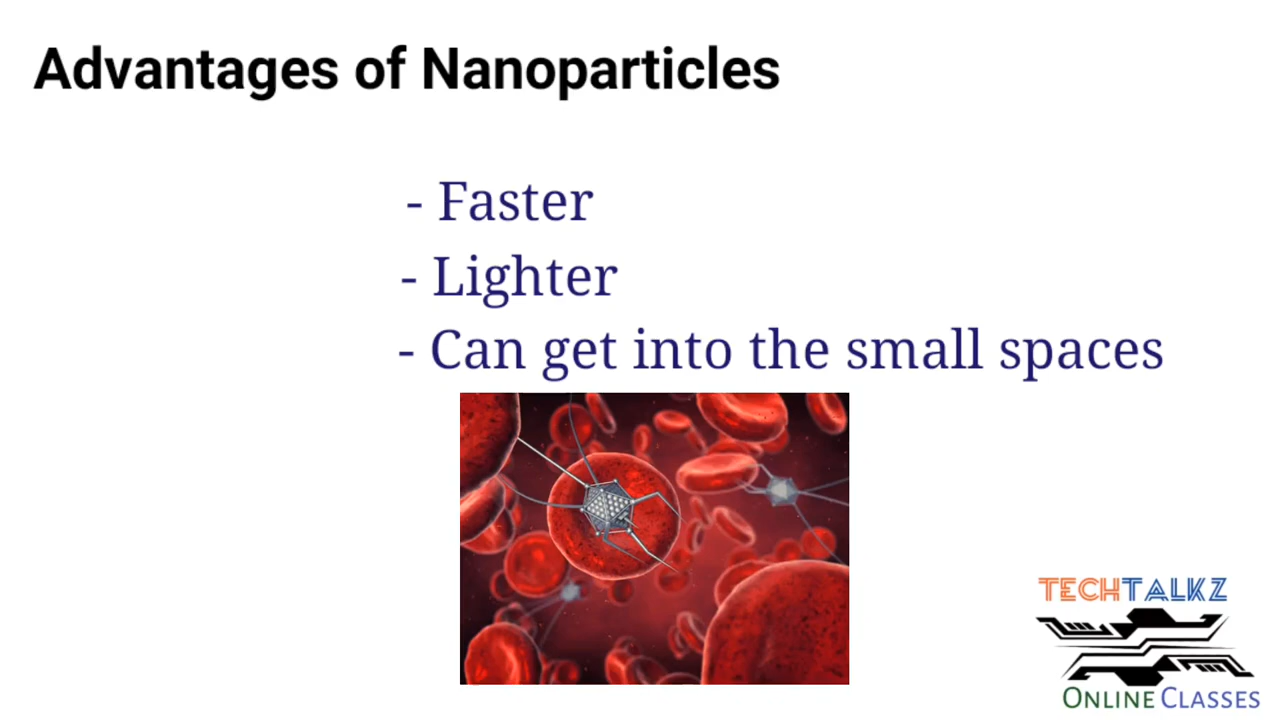 Advantages of Nanoparticles
- Faster
- Lighter
- Can get into the small spaces
TECHTALKZ
ONLINE CLASSES